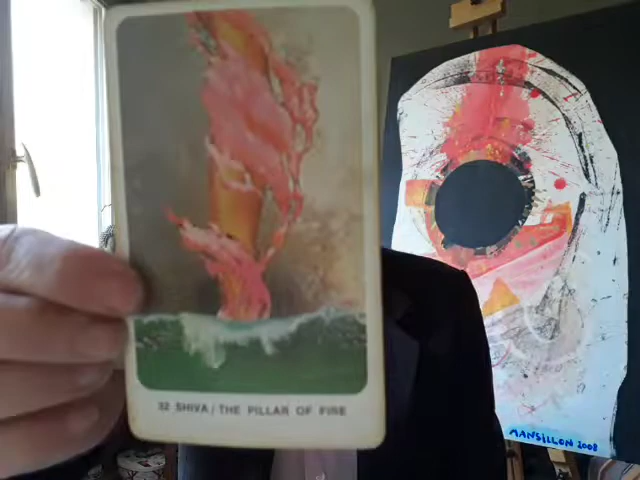 32 SHIVA / THE PILLAR OF FIRE
MANSILLON 2008